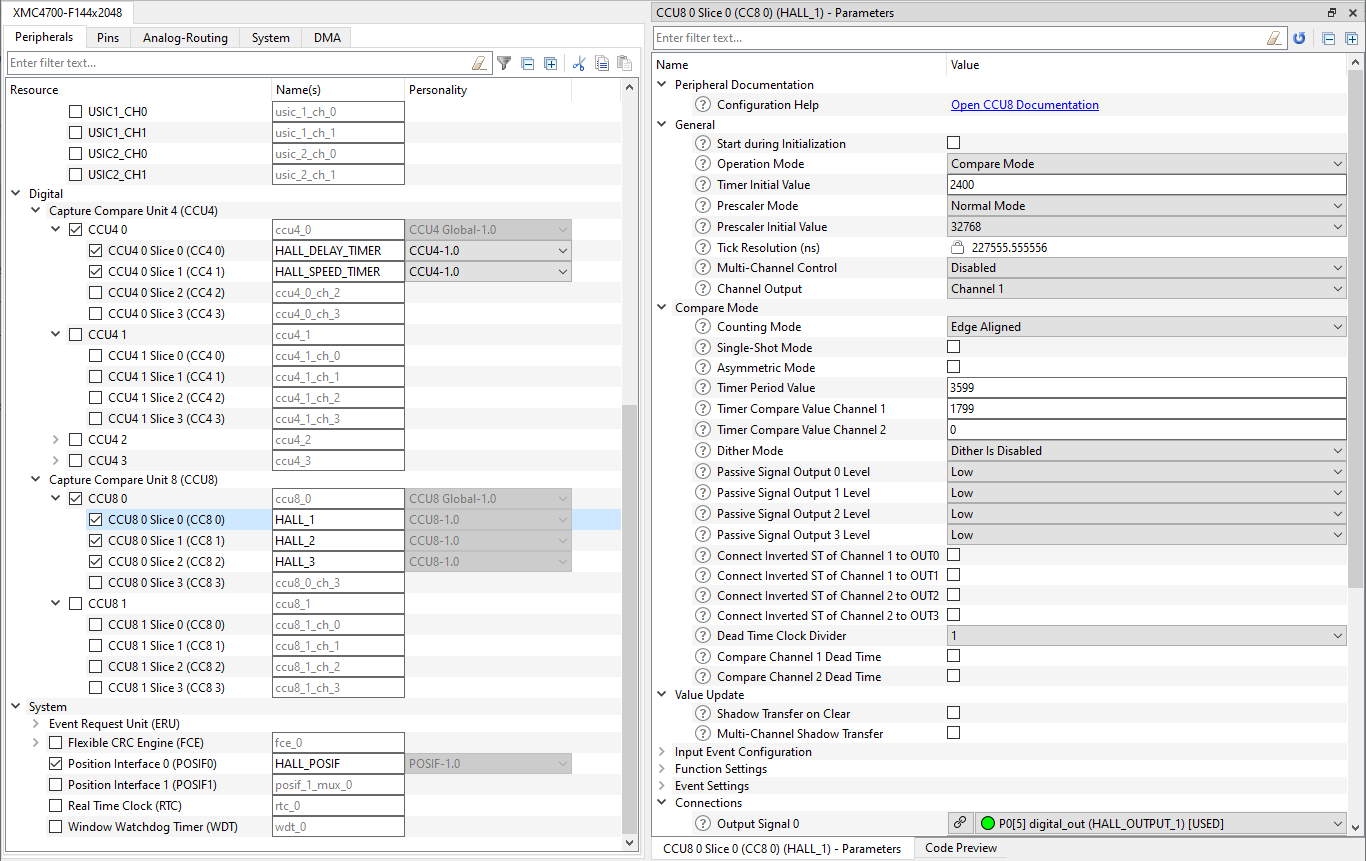 XMC4700-F144x2048
Peripherals Pins Analog-Routing System DMA
Enter filter text...
Resource Name(s) Personality
USIC1_CH0 usic_1_ch_0
USIC1_CH1 usic_1_ch_1
USIC2_CH0 usic_2_ch_0
USIC2_CH1 usic_2_ch_1
Digital
Capture Compare Unit 4 (CCU4)
CCU4 0 ccu4_0 CCU4 Global-1.0
CCU4 0 Slice 0 (CC4 0) HALL_DELAY_TIMER CCU4-1.0
CCU4 0 Slice 1 (CC4 1) HALL_SPEED_TIMER CCU4-1.0
CCU4 0 Slice 2 (CC4 2) ccu4_0_ch_2
CCU4 0 Slice 3 (CC4 3) ccu4_0_ch_3
CCU4 1 ccu4_1
CCU4 1 Slice 0 (CC4 0) ccu4_1_ch_0
CCU4 1 Slice 1 (CC4 1) ccu4_1_ch_1
CCU4 1 Slice 2 (CC4 2) ccu4_1_ch_2
CCU4 1 Slice 3 (CC4 3) ccu4_1_ch_3
CCU4 2 ccu4_2
CCU4 3 ccu4_3
Capture Compare Unit 8 (CCU8)
CCU8 0 ccu8_0 CCU8 Global-1.0
CCU8 0 Slice 0 (CC8 0) HALL_1 CCU8-1.0
CCU8 0 Slice 1 (CC8 1) HALL_2 CCU8-1.0
CCU8 0 Slice 2 (CC8 2) HALL_3 CCU8-1.0
CCU8 0 Slice 3 (CC8 3) ccu8_0_ch_3
CCU8 1 ccu8_1
CCU8 1 Slice 0 (CC8 0) ccu8_1_ch_0
CCU8 1 Slice 1 (CC8 1) ccu8_1_ch_1
CCU8 1 Slice 2 (CC8 2) ccu8_1_ch_2
CCU8 1 Slice 3 (CC8 3) ccu8_1_ch_3
System
Event Request Unit (ERU)
Flexible CRC Engine (FCE) fce_0
Position Interface 0 (POSIF0) HALL_POSIF POSIF-1.0
Position Interface 1 (POSIF1) posif_1_mux_0
Real Time Clock (RTC) rtc_0
Window Watchdog Timer (WDT) wdt_0
CCU8 0 Slice 0 (CC8 0) (HALL_1) - Parameters
Enter filter text...
Name Value
Peripheral Documentation
? Configuration Help Open CCU8 Documentation
General
? Start during Initialization
? Operation Mode Compare Mode
? Timer Initial Value 2400
? Prescaler Mode Normal Mode
? Prescaler Initial Value 32768
? Tick Resolution (ns) 227555.555556
? Multi-Channel Control Disabled
? Channel Output Channel 1
Compare Mode
? Counting Mode Edge Aligned
? Single-Shot Mode
? Asymmetric Mode
? Timer Period Value 3599
? Timer Compare Value Channel 1 1799
? Timer Compare Value Channel 2 0
? Dither Mode Dither Is Disabled
? Passive Signal Output 0 Level Low
? Passive Signal Output 1 Level Low
? Passive Signal Output 2 Level Low
? Passive Signal Output 3 Level Low
? Connect Inverted ST of Channel 1 to OUT0
? Connect Inverted ST of Channel 1 to OUT1
? Connect Inverted ST of Channel 2 to OUT2
? Connect Inverted ST of Channel 2 to OUT3
? Dead Time Clock Divider 1
? Compare Channel 1 Dead Time
? Compare Channel 2 Dead Time
Value Update
? Shadow Transfer on Clear
? Multi-Channel Shadow Transfer
Input Event Configuration
Function Settings
Event Settings
Connections
? Output Signal 0 P0[5] digital_out (HALL_OUTPUT_1) [USED]
CCU8 0 Slice 0 (CC8 0) (HALL_1) - Parameters Code Preview